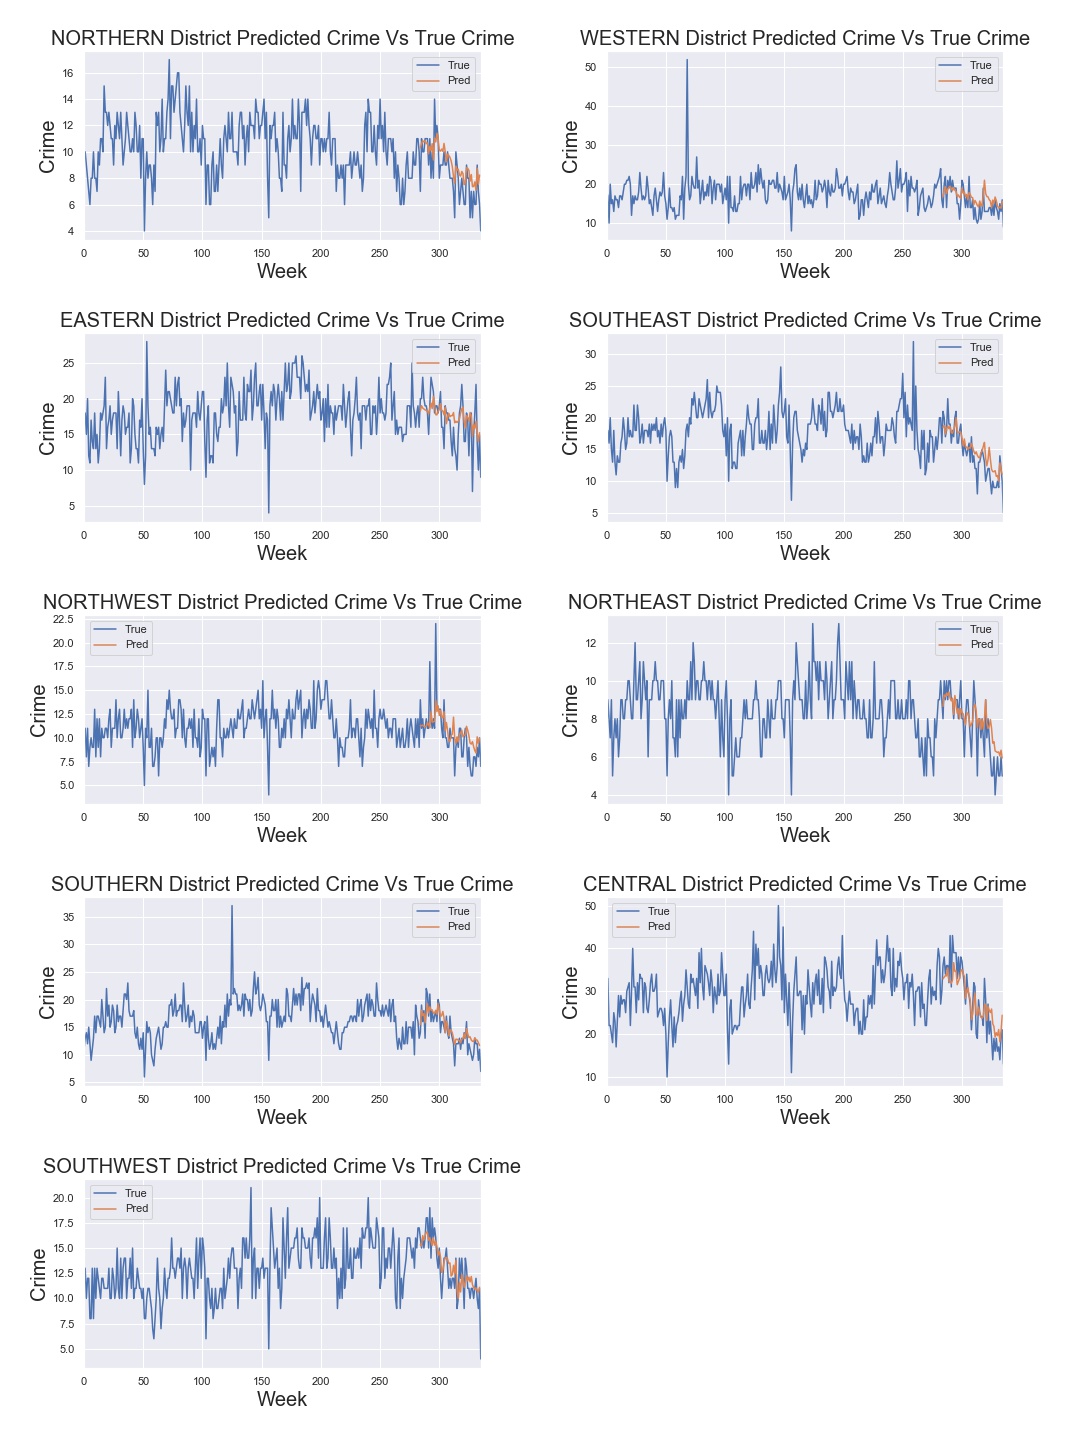 NORTHERN District Predicted Crime Vs True Crime
True
Pred
16
14
12
10
8
6
4
Crime
0 50 100 150 200 250 300
Week
WESTERN District Predicted Crime Vs True Crime
True
Pred
50
40
30
20
10
Crime
0 50 100 150 200 250 300
Week
EASTERN District Predicted Crime Vs True Crime
True
Pred
25
20
15
10
5
Crime
0 50 100 150 200 250 300
Week
SOUTHEAST District Predicted Crime Vs True Crime
True
Pred
30
25
20
15
10
5
Crime
0 50 100 150 200 250 300
Week
NORTHWEST District Predicted Crime Vs True Crime
True
Pred
22.5
20.0
17.5
15.0
12.5
10.0
7.5
5.0
Crime
0 50 100 150 200 250 300
Week
NORTHEAST District Predicted Crime Vs True Crime
True
Pred
12
10
8
6
4
Crime
0 50 100 150 200 250 300
Week
SOUTHERN District Predicted Crime Vs True Crime
True
Pred
35
30
25
20
15
10
5
Crime
0 50 100 150 200 250 300
Week
CENTRAL District Predicted Crime Vs True Crime
True
Pred
50
40
30
20
10
Crime
0 50 100 150 200 250 300
Week
SOUTHWEST District Predicted Crime Vs True Crime
True
Pred
20.0
17.5
15.0
12.5
10.0
7.5
5.0
Crime
0 50 100 150 200 250 300
Week